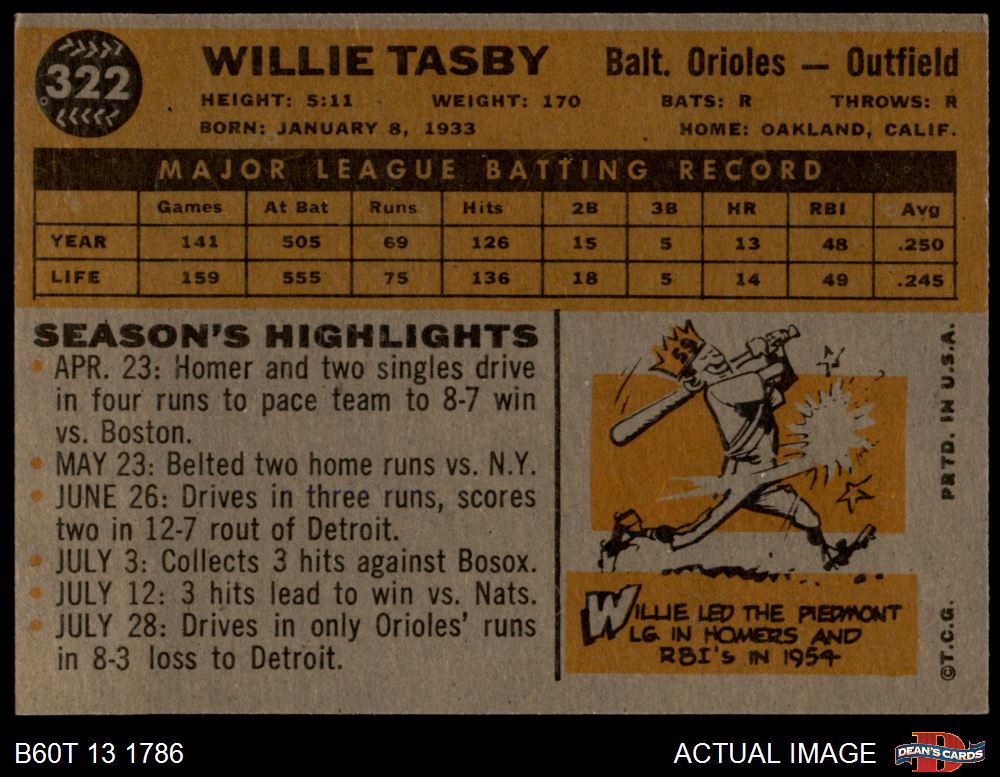 322
WILLIE TASBY Balt. Orioles — Outfield
HEIGHT: 5:11 WEIGHT: 170 BATS: R THROWS: R
BORN: JANUARY 8, 1933 HOME: OAKLAND, CALIF.
MAJOR LEAGUE BATTING RECORD
Games At Bat Runs Hits 2B 3B HR RBI Avg
YEAR 141 505 69 126 15 5 13 48 .250
LIFE 159 555 75 136 18 5 14 49 .245
SEASON'S HIGHLIGHTS
• APR. 23: Homer and two singles drive
in four runs to pace team to 8-7 win
vs. Boston.
• MAY 23: Belted two home runs vs. N.Y.
• JUNE 26: Drives in three runs, scores
two in 12-7 rout of Detroit.
• JULY 3: Collects 3 hits against Bosox.
• JULY 12: 3 hits lead to win vs. Nats.
• JULY 28: Drives in only Orioles' runs
in 8-3 loss to Detroit.
WILLIE LED THE PIEDMONT
LG. IN HOMERS AND
RBI'S IN 1954
PRTD. IN U.S.A.
©T.C.G.
B60T 13 1786 ACTUAL IMAGE
DEAN'S CARDS